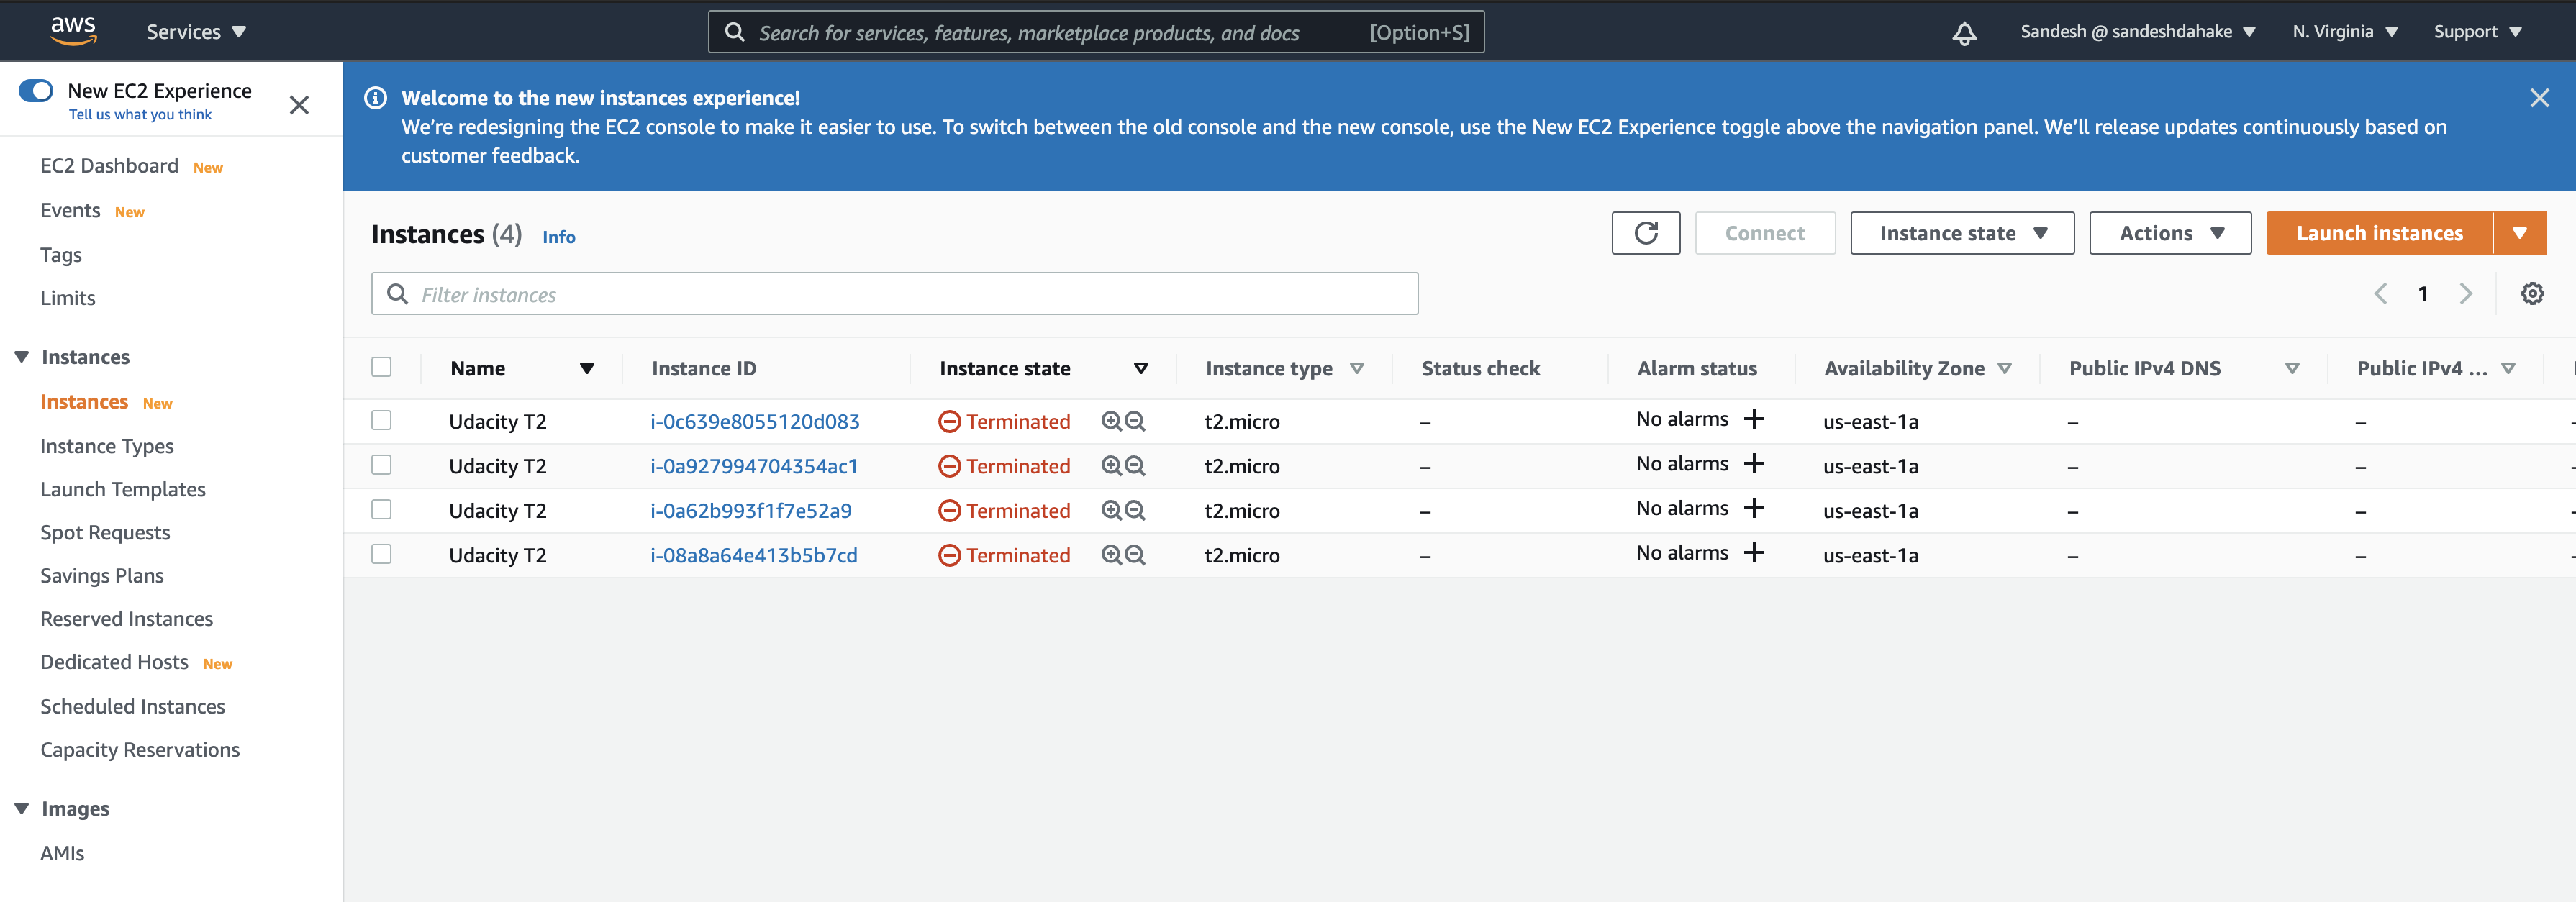 aws
Services
Search for services, features, marketplace products, and docs [Option+S]
Sandesh @ sandeshdahake
N. Virginia
Support
New EC2 Experience
Tell us what you think
EC2 Dashboard New
Events New
Tags
Limits
Instances
Instances New
Instance Types
Launch Templates
Spot Requests
Savings Plans
Reserved Instances
Dedicated Hosts New
Scheduled Instances
Capacity Reservations
Images
AMIs
Welcome to the new instances experience!
We’re redesigning the EC2 console to make it easier to use. To switch between the old console and the new console, use the New EC2 Experience toggle above the navigation panel. We’ll release updates continuously based on
customer feedback.
Instances (4) Info
Connect
Instance state
Actions
Launch instances
Filter instances
1
Name Instance ID Instance state Instance type Status check Alarm status Availability Zone Public IPv4 DNS Public IPv4 ...
Udacity T2 i-0c639e8055120d083 Terminated t2.micro – No alarms + us-east-1a – –
Udacity T2 i-0a927994704354ac1 Terminated t2.micro – No alarms + us-east-1a – –
Udacity T2 i-0a62b993f1f7e52a9 Terminated t2.micro – No alarms + us-east-1a – –
Udacity T2 i-08a8a64e413b5b7cd Terminated t2.micro – No alarms + us-east-1a – –